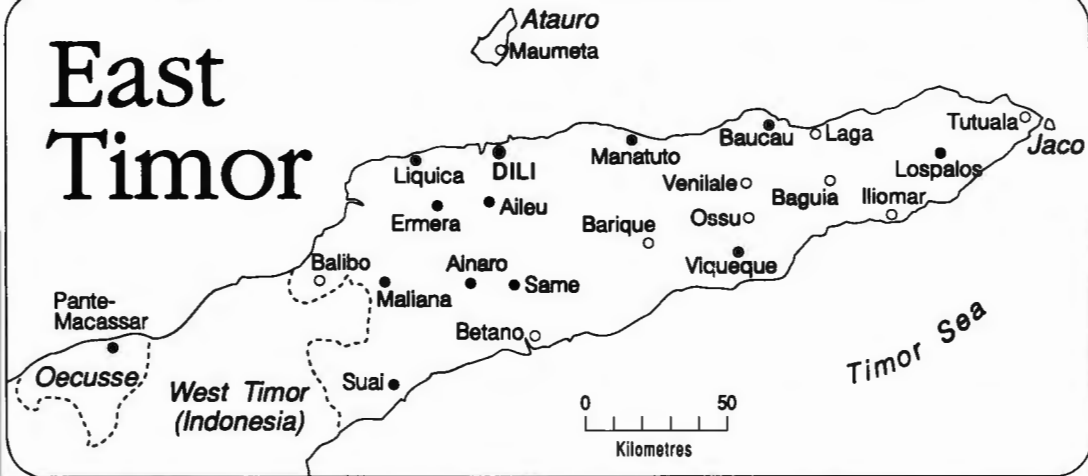 East
Timor
Atauro
Maumeta
Baucau
Laga
Tutuala
Jaco
Liquica
DILI
Manatuto
Lospalos
Venilale
Baguia
Iliomar
Ermera
Aileu
Barique
Ossu
Balibo
Ainaro
Viqueque
Maliana
Same
Pante-
Macassar
Betano
Timor Sea
Oecusse
West Timor
(Indonesia)
Suai
0 50
Kilometres